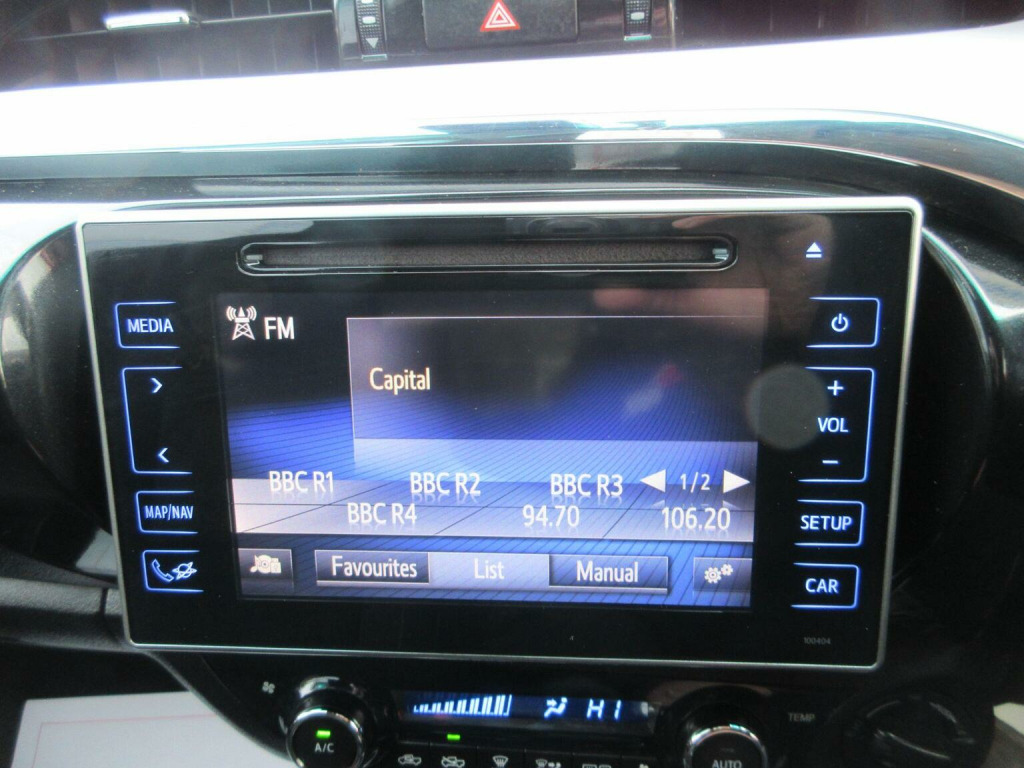 MEDIA
FM
Capital
VOL
BBC R1 BBC R2 BBC R3 1/2
BBC R4 94.70 106.20
MAP/NAV
SETUP
Favourites List Manual
CAR
100404
HI
TEMP
A/C
AUTO